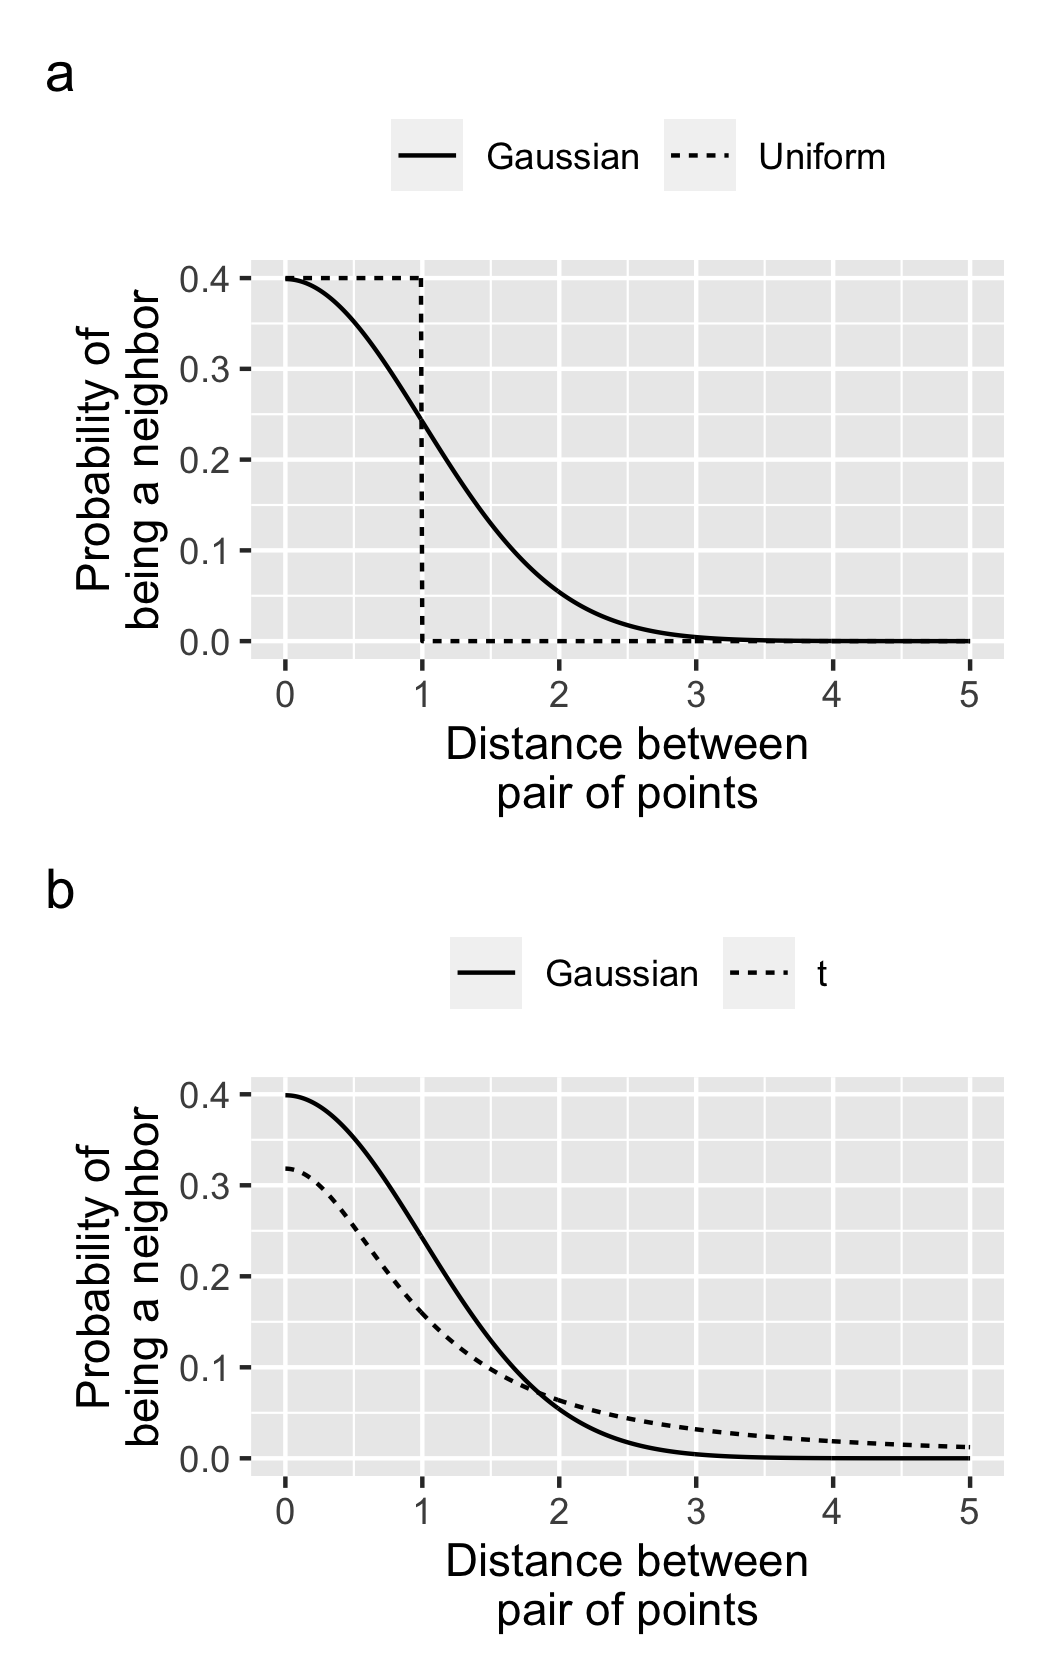 a
Gaussian Uniform
Probability of
being a neighbor
0.4
0.3
0.2
0.1
0.0
0 1 2 3 4 5
Distance between
pair of points
b
Gaussian t
Probability of
being a neighbor
0.4
0.3
0.2
0.1
0.0
0 1 2 3 4 5
Distance between
pair of points